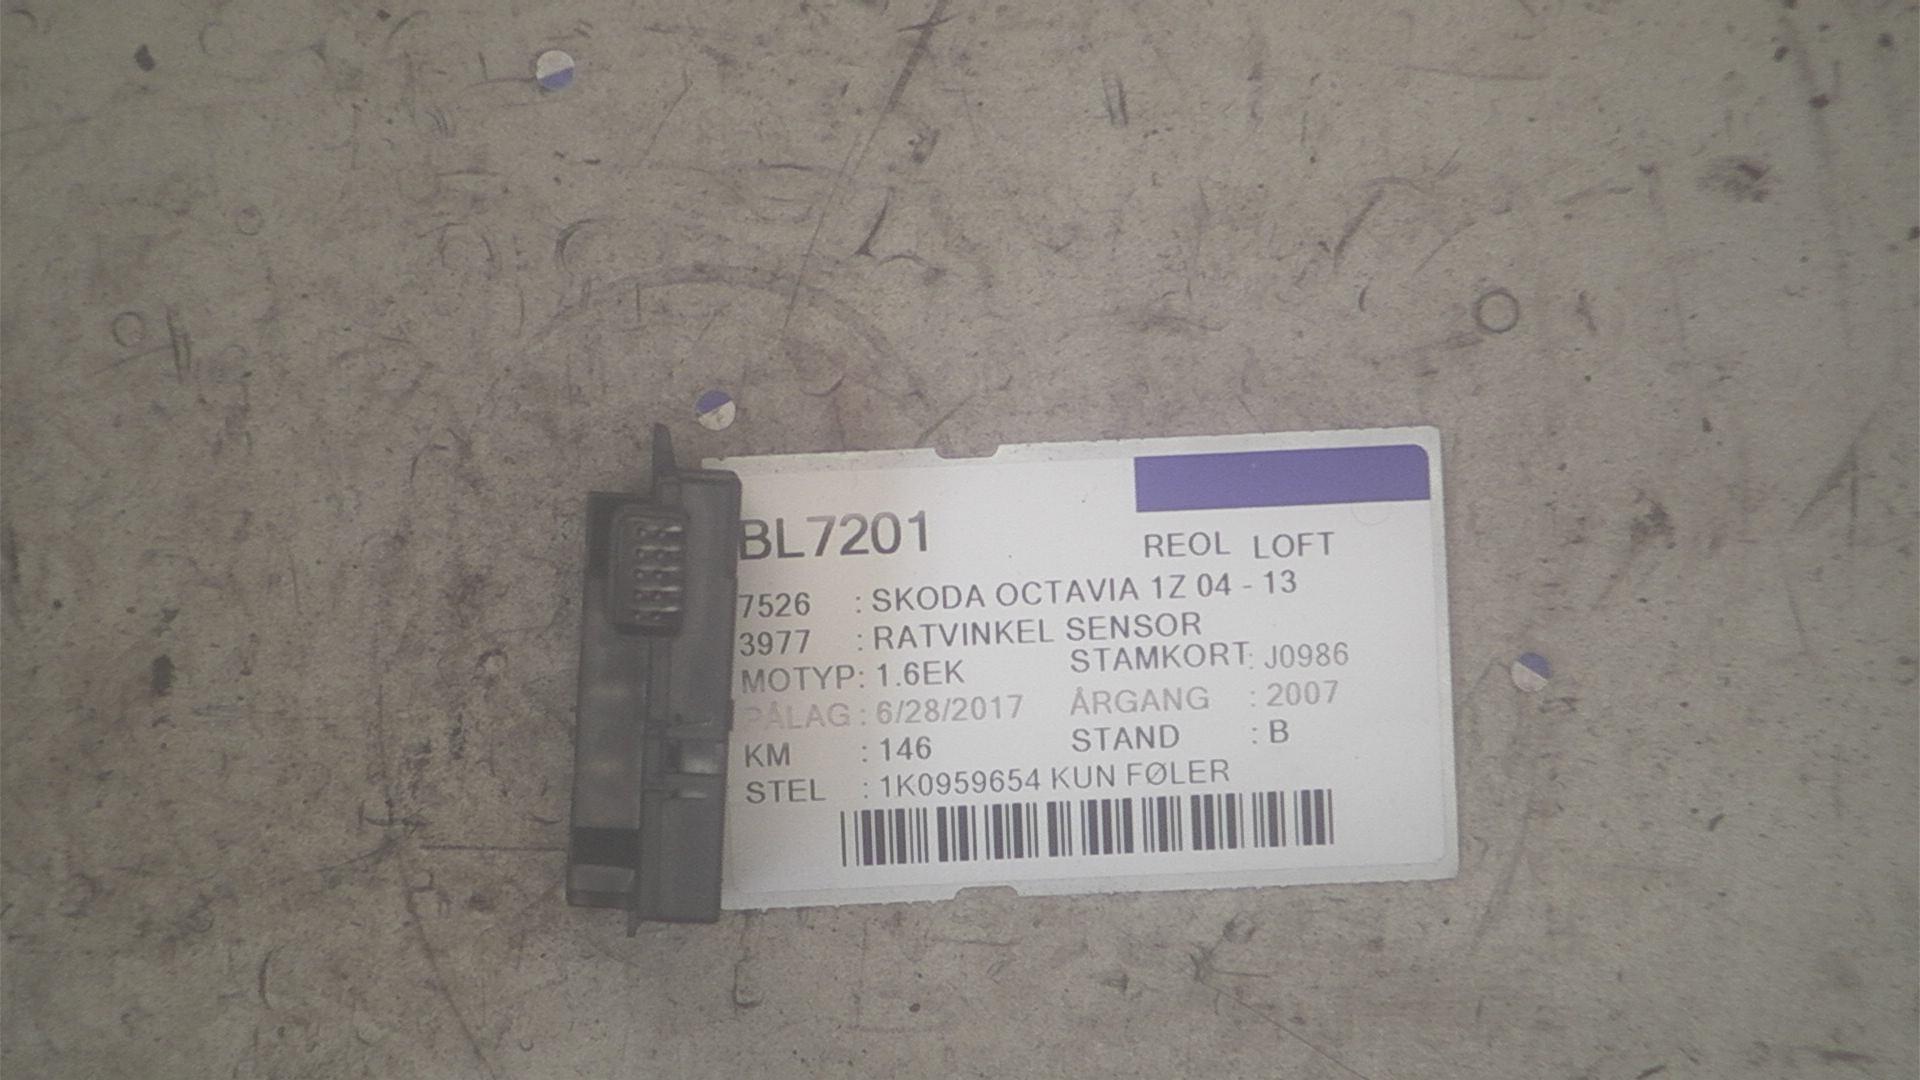 BL7201
REOL LOFT
7526 : SKODA OCTAVIA 1Z 04 - 13
3977 : RATVINKEL SENSOR
MOTYP: 1.6EK STAMKORT: J0986
PÅLAG : 6/28/2017 ÅRGANG : 2007
KM : 146 STAND : B
STEL : 1K0959654 KUN FØLER